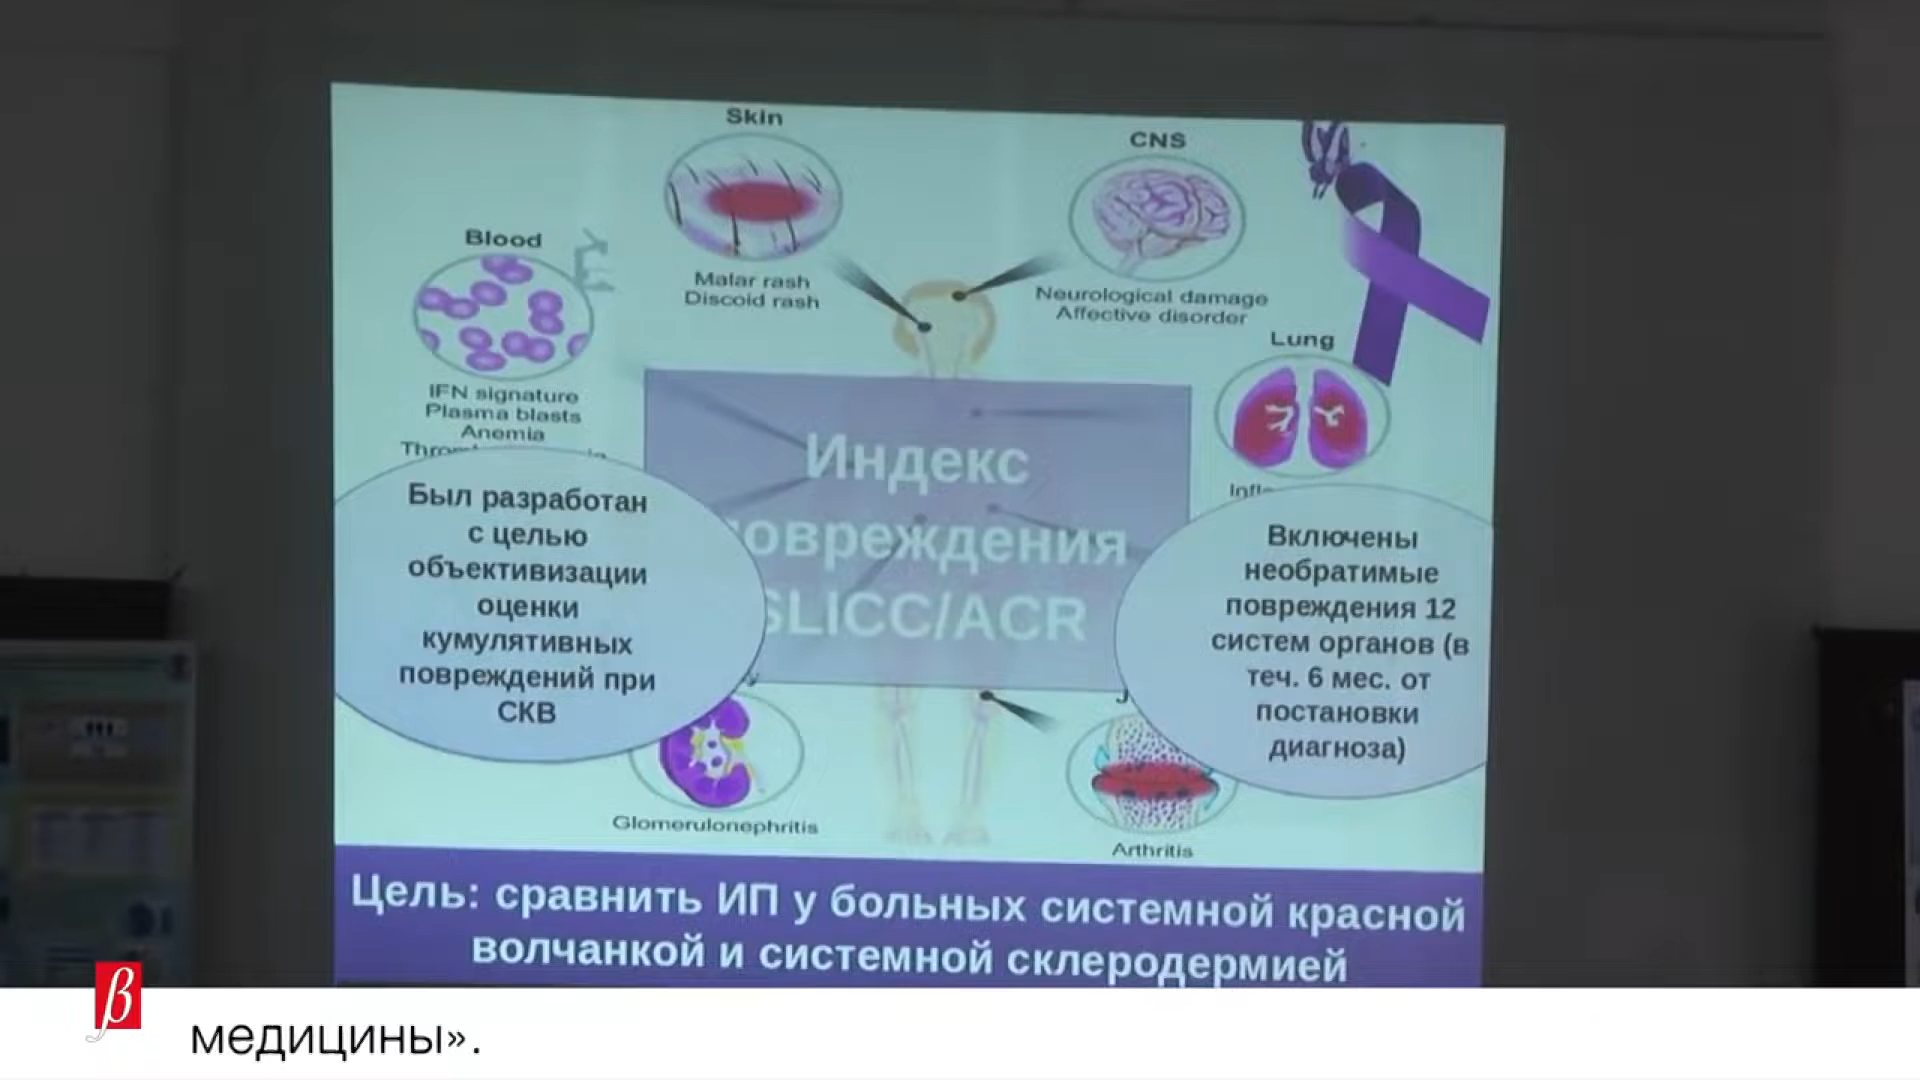 Skin
CNS
Blood
Malar rash
Discoid rash
Neurological damage
Affective disorder
Lung
IFN signature
Plasma blasts
Anemia
Индекс
SLICC/ACR
Был разработан
с целью
объективизации
оценки
кумулятивных
повреждений при
СКВ
Включены
необратимые
повреждения 12
систем органов (в
теч. 6 мес. от
постановки
диагноза)
Glomerulonephritis
Arthritis
Цель: сравнить ИП у больных системной красной
волчанкой и системной склеродермией
β
медицины».